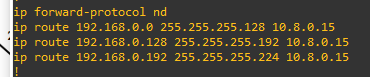 ip forward-protocol nd
ip route 192.168.0.0 255.255.255.128 10.8.0.15
ip route 192.168.0.128 255.255.255.192 10.8.0.15
ip route 192.168.0.192 255.255.255.224 10.8.0.15
!